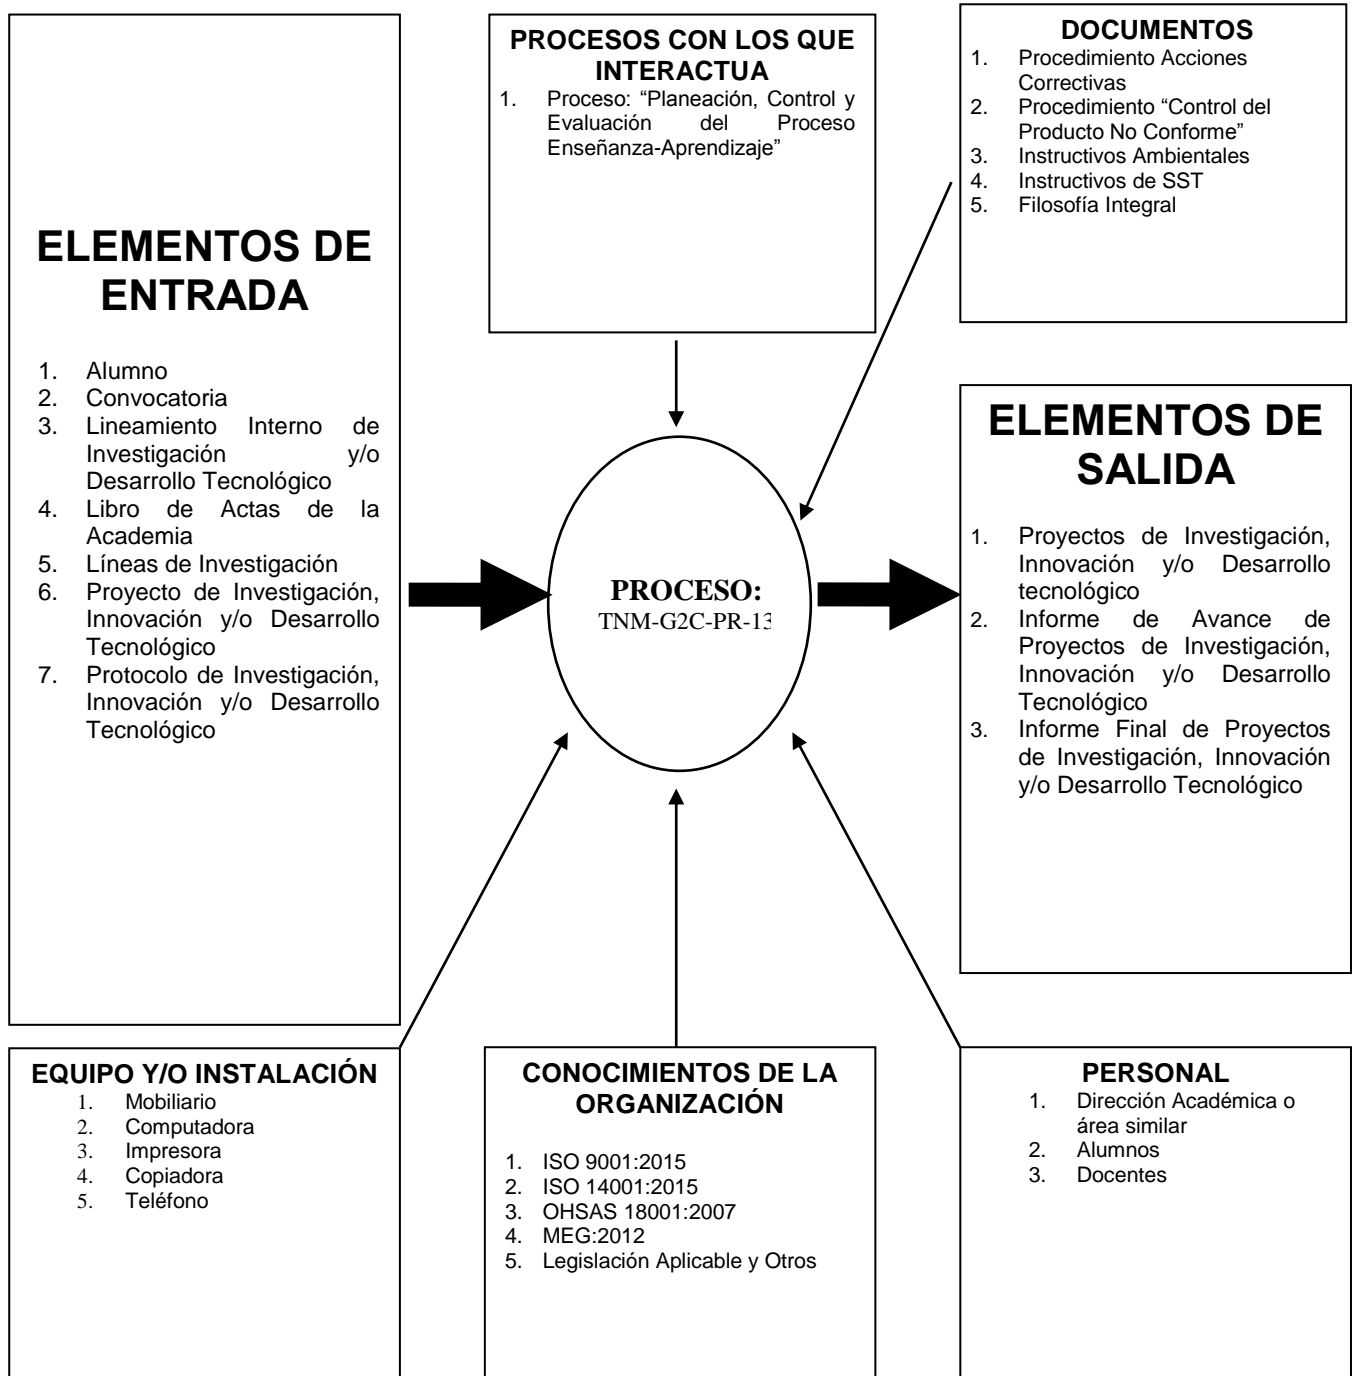 ELEMENTOS DE
ENTRADA
1. Alumno
2. Convocatoria
3. Lineamiento Interno de
Investigación y/o
Desarrollo Tecnológico
4. Libro de Actas de la
Academia
5. Líneas de Investigación
6. Proyecto de Investigación,
Innovación y/o Desarrollo
Tecnológico
7. Protocolo de Investigación,
Innovación y/o Desarrollo
Tecnológico
PROCESOS CON LOS QUE
INTERACTUA
1. Proceso: “Planeación, Control y
Evaluación del Proceso
Enseñanza-Aprendizaje”
DOCUMENTOS
1. Procedimiento Acciones
Correctivas
2. Procedimiento “Control del
Producto No Conforme”
3. Instructivos Ambientales
4. Instructivos de SST
5. Filosofía Integral
PROCESO:
TNM-G2C-PR-13
ELEMENTOS DE
SALIDA
1. Proyectos de Investigación,
Innovación y/o Desarrollo
tecnológico
2. Informe de Avance de
Proyectos de Investigación,
Innovación y/o Desarrollo
Tecnológico
3. Informe Final de Proyectos
de Investigación, Innovación
y/o Desarrollo Tecnológico
EQUIPO Y/O INSTALACIÓN
1. Mobiliario
2. Computadora
3. Impresora
4. Copiadora
5. Teléfono
CONOCIMIENTOS DE LA
ORGANIZACIÓN
1. ISO 9001:2015
2. ISO 14001:2015
3. OHSAS 18001:2007
4. MEG:2012
5. Legislación Aplicable y Otros
PERSONAL
1. Dirección Académica o
área similar
2. Alumnos
3. Docentes